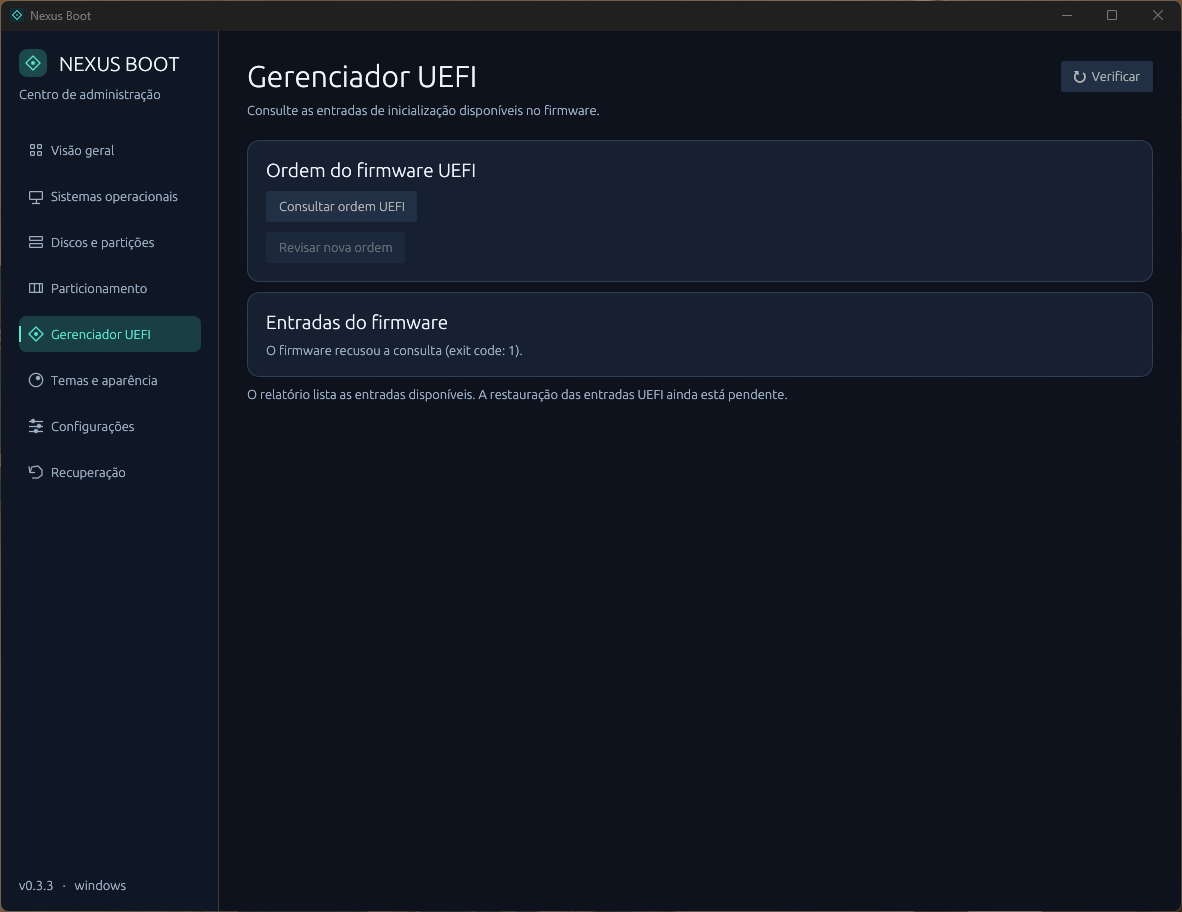 Nexus Boot
NEXUS BOOT
Centro de administração
Visão geral
Sistemas operacionais
Discos e partições
Particionamento
Gerenciador UEFI
Temas e aparência
Configurações
Recuperação
v0.3.3 · windows
Gerenciador UEFI
Verificar
Consulte as entradas de inicialização disponíveis no firmware.
Ordem do firmware UEFI
Consultar ordem UEFI
Revisar nova ordem
Entradas do firmware
O firmware recusou a consulta (exit code: 1).
O relatório lista as entradas disponíveis. A restauração das entradas UEFI ainda está pendente.